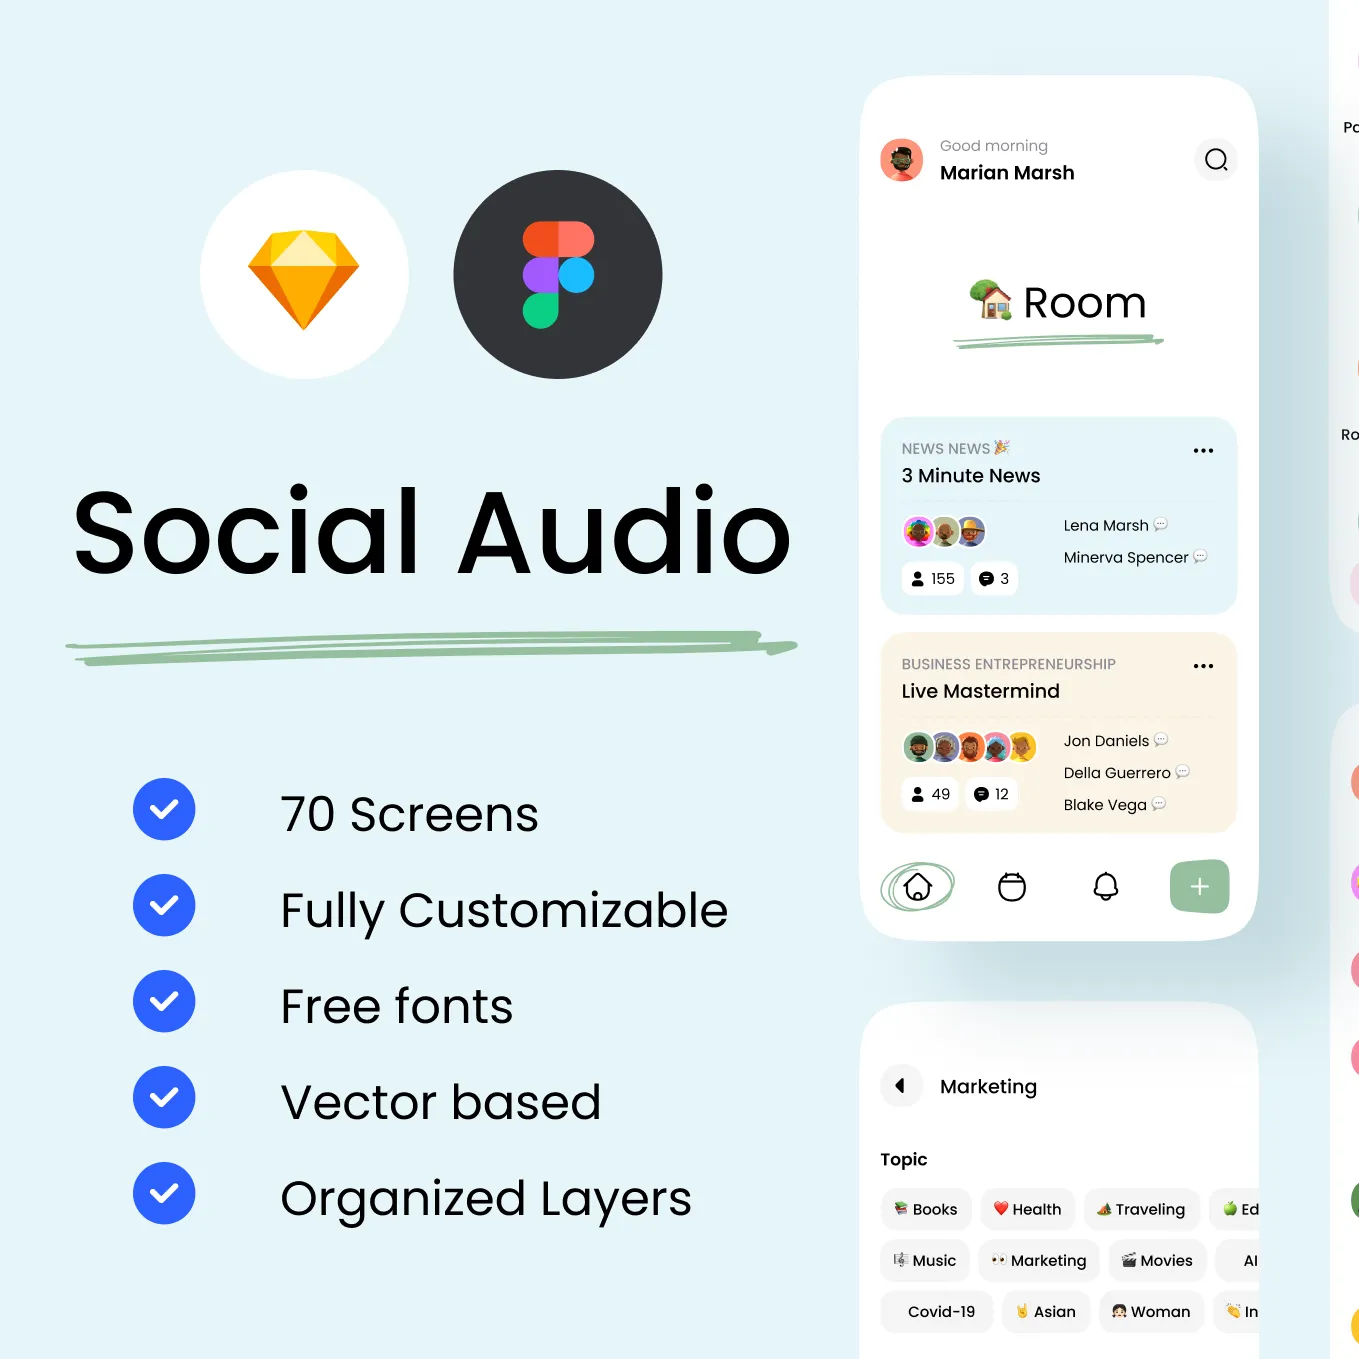 Social Audio
70 Screens
Fully Customizable
Free fonts
Vector based
Organized Layers
Good morning
Marian Marsh
Room
NEWS NEWS
3 Minute News
Lena Marsh
Minerva Spencer
155
3
BUSINESS ENTREPRENEURSHIP
Live Mastermind
Jon Daniels
Della Guerrero
Blake Vega
49
12
Marketing
Topic
Books Health Traveling Ed
Music Marketing Movies
Covid-19 Asian Woman In
Po
Ro